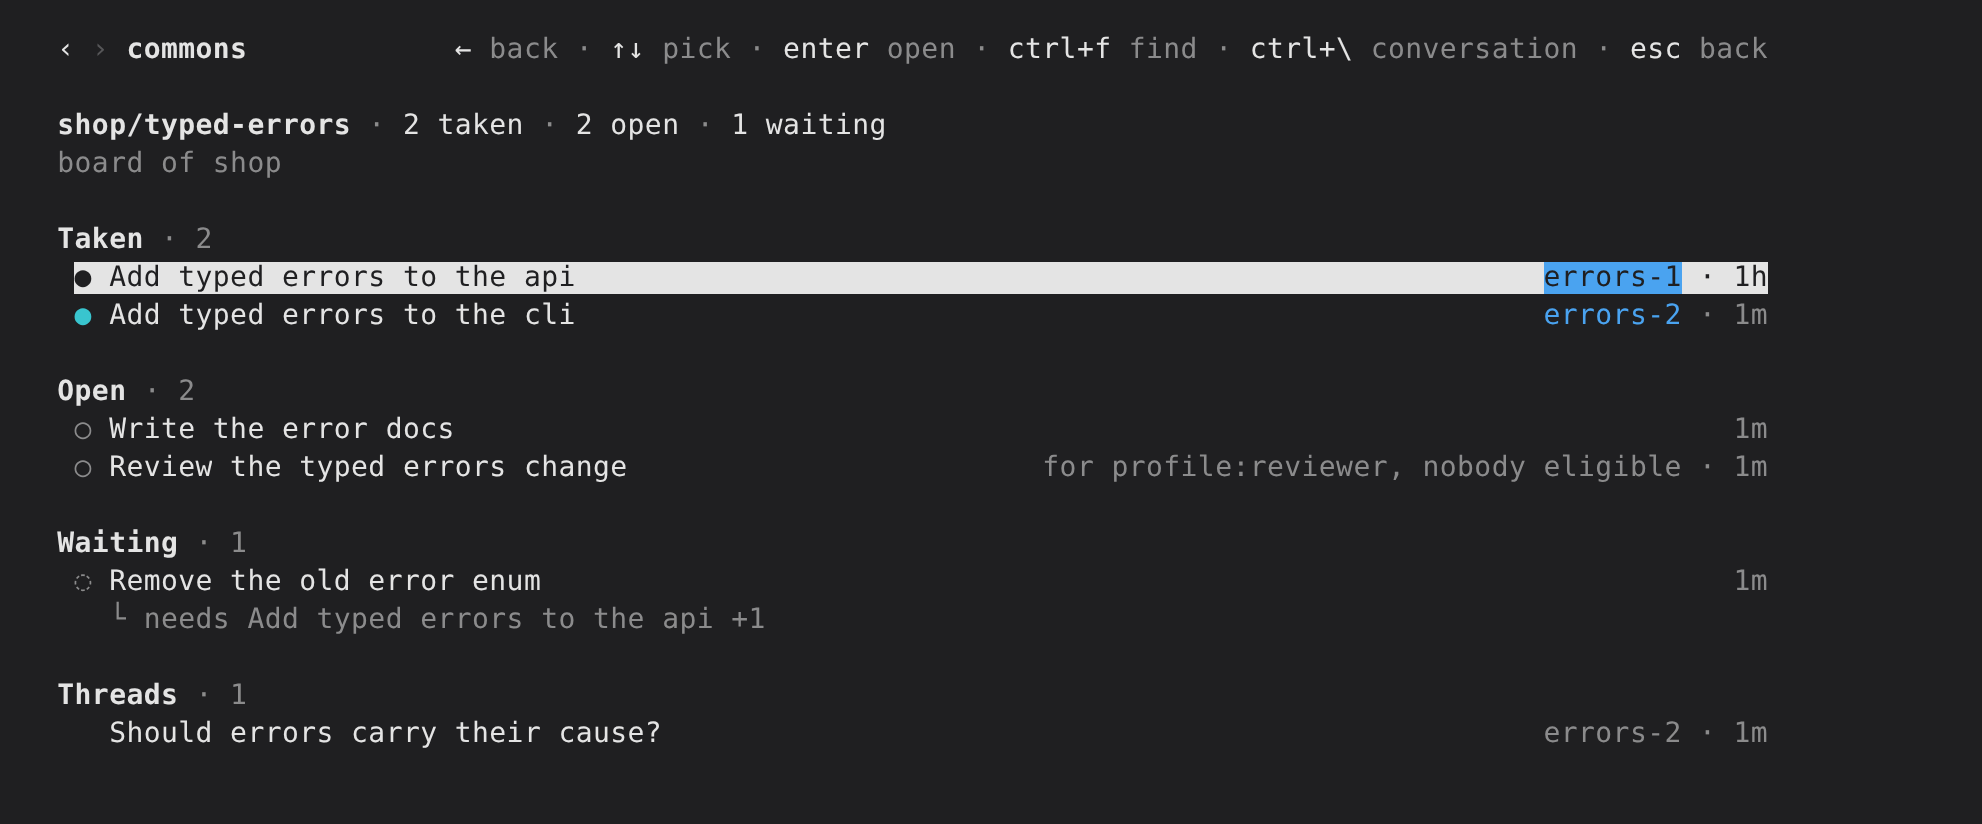 ‹ › commons ← back · ↑↓ pick · enter open · ctrl+f find · ctrl+\ conversation · esc back
shop/typed-errors · 2 taken · 2 open · 1 waiting
board of shop
Taken · 2
● Add typed errors to the api errors-1 · 1h
● Add typed errors to the cli errors-2 · 1m
Open · 2
○ Write the error docs 1m
○ Review the typed errors change for profile:reviewer, nobody eligible · 1m
Waiting · 1
◌ Remove the old error enum 1m
└ needs Add typed errors to the api +1
Threads · 1
Should errors carry their cause? errors-2 · 1m